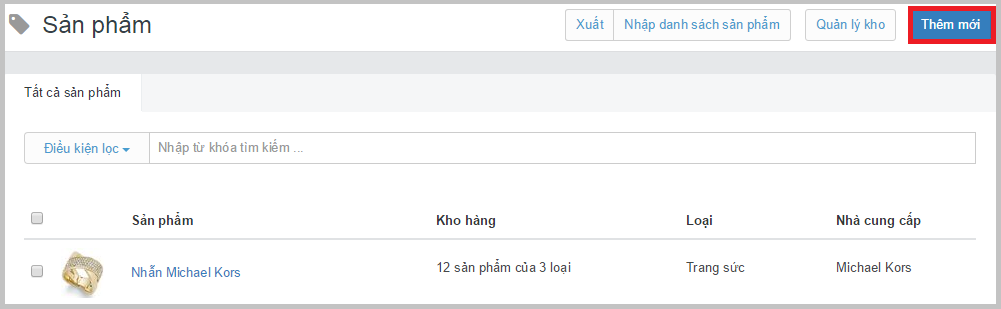 Sản phẩm
Xuất
Nhập danh sách sản phẩm
Quản lý kho
Thêm mới
Tất cả sản phẩm
Điều kiện lọc
Nhập từ khóa tìm kiếm ...
Sản phẩm
Kho hàng
Loại
Nhà cung cấp
Nhẫn Michael Kors
12 sản phẩm của 3 loại
Trang sức
Michael Kors